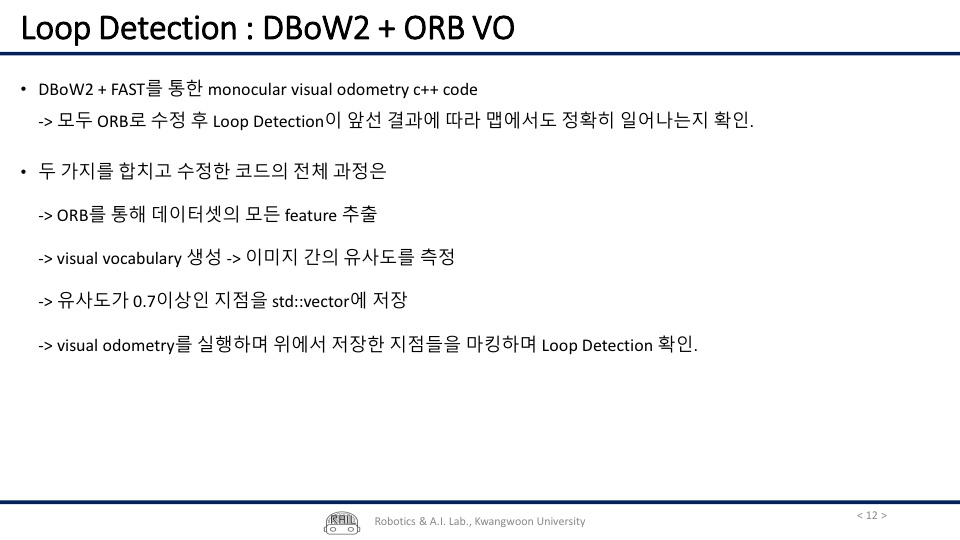 Loop Detection : DBoW2 + ORB VO
• DBoW2 + FAST를 통한 monocular visual odometry c++ code
-> 모두 ORB로 수정 후 Loop Detection이 앞선 결과에 따라 맵에서도 정확히 일어나는지 확인.
• 두 가지를 합치고 수정한 코드의 전체 과정은
-> ORB를 통해 데이터셋의 모든 feature 추출
-> visual vocabulary 생성 -> 이미지 간의 유사도를 측정
-> 유사도가 0.7이상인 지점을 std::vector에 저장
-> visual odometry를 실행하며 위에서 저장한 지점들을 마킹하며 Loop Detection 확인.
RAIL
Robotics & A.I. Lab., Kwangwoon University
< 12 >